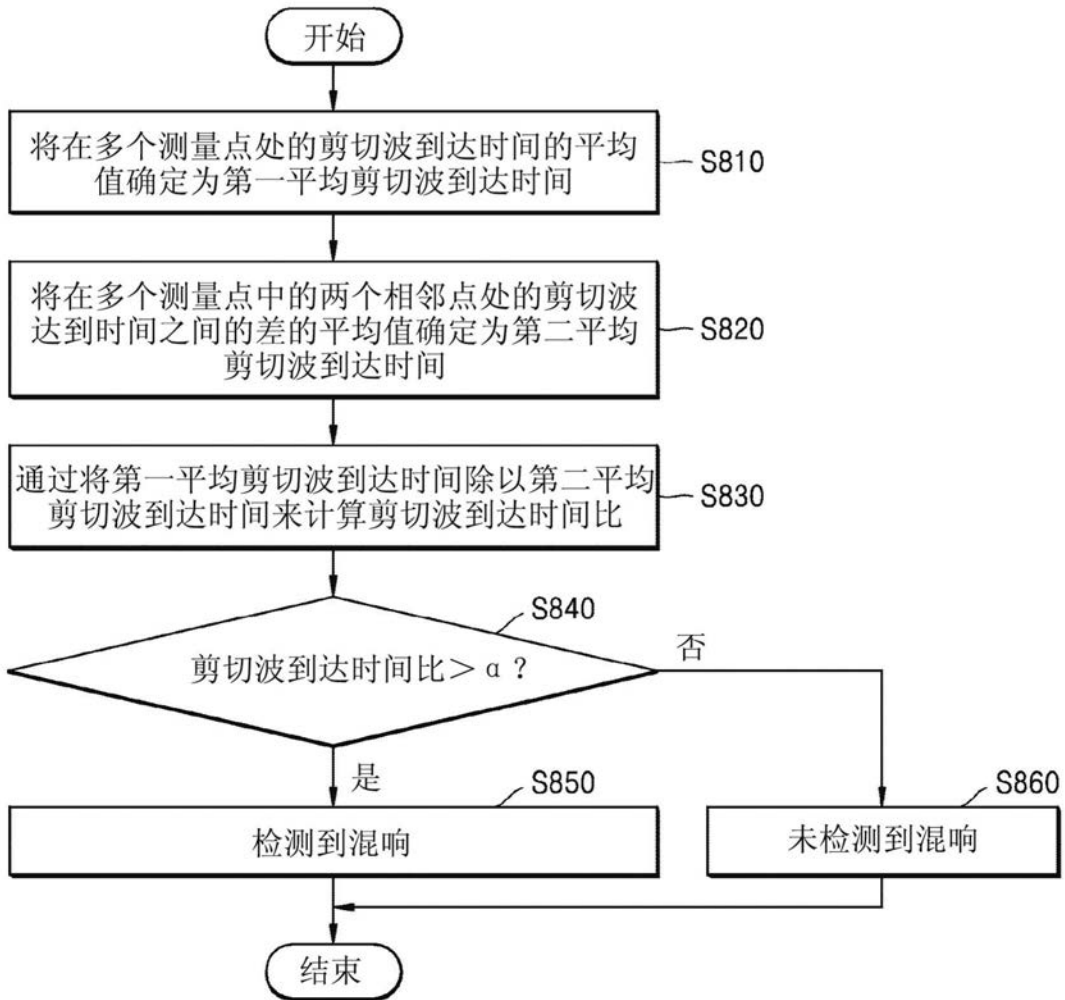 开始
将在多个测量点处的剪切波到达时间的平均
值确定为第一平均剪切波到达时间
S810
将在多个测量点中的两个相邻点处的剪切波
达到时间之间的差的平均值确定为第二平均
剪切波到达时间
S820
通过将第一平均剪切波到达时间除以第二平均
剪切波到达时间来计算剪切波到达时间比
S830
S840
剪切波到达时间比＞α？
否
是
S850
检测到混响
S860
未检测到混响
结束